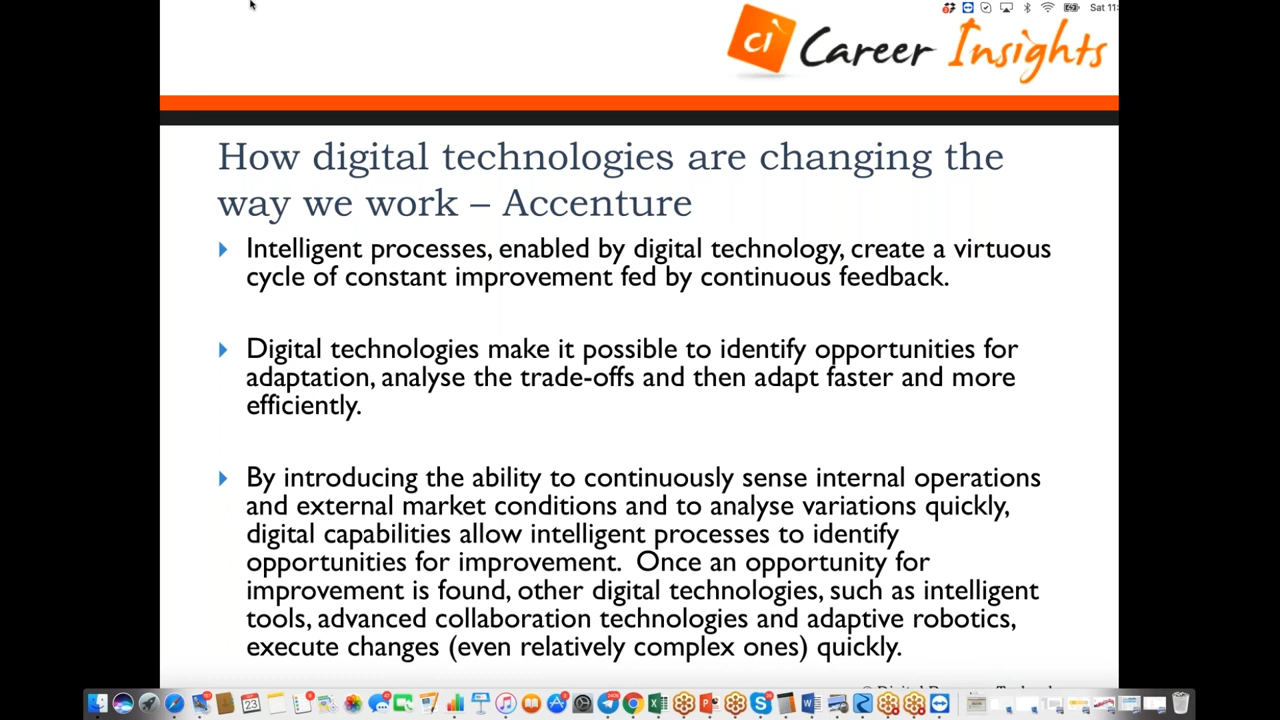 Sat 11:
ci Career Insights
How digital technologies are changing the
way we work – Accenture
Intelligent processes, enabled by digital technology, create a virtuous
cycle of constant improvement fed by continuous feedback.
Digital technologies make it possible to identify opportunities for
adaptation, analyse the trade-offs and then adapt faster and more
efficiently.
By introducing the ability to continuously sense internal operations
and external market conditions and to analyse variations quickly,
digital capabilities allow intelligent processes to identify
opportunities for improvement.  Once an opportunity for
improvement is found, other digital technologies, such as intelligent
tools, advanced collaboration technologies and adaptive robotics,
execute changes (even relatively complex ones) quickly.
23